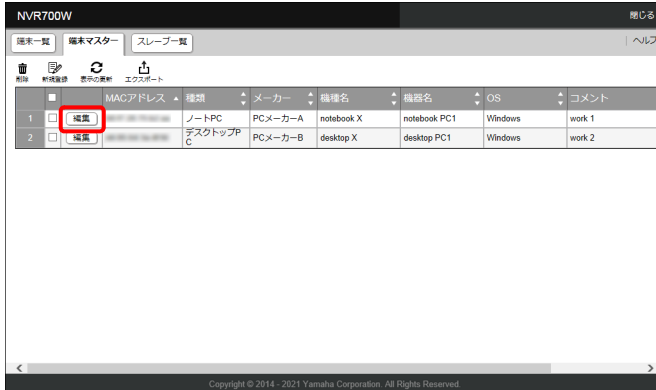 NVR700W 閉じる
端末一覧 端末マスター スレーブ一覧 ヘルプ
削除 新規登録 表示の更新 エクスポート
MACアドレス 種類 メーカー 機種名 機器名 OS コメント
1 編集 ノートPC PCメーカーA notebook X notebook PC1 Windows work 1
2 編集 デスクトップP
C PCメーカーB desktop X desktop PC1 Windows work 2
Copyright © 2014 - 2021 Yamaha Corporation. All Rights Reserved.